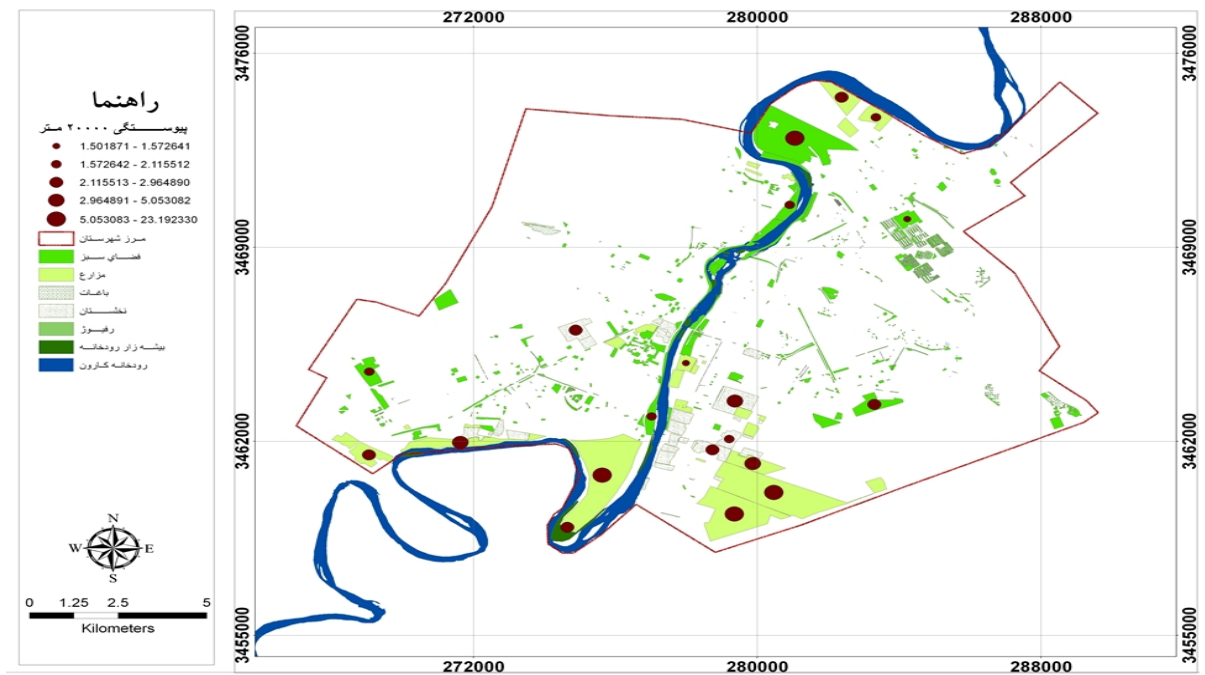 272000 280000 288000
3476000 3476000
راهنما
پیوستگی ۲۰۰۰۰ متر
1.501871 - 1.572641
1.572642 - 2.115512
2.115513 - 2.964890
2.964891 - 5.053082
5.053083 - 23.192330
مرز شهرستان
3469000 3469000
فضاي سبز
مزارع
باغات
نخلستان
رفیوژ
بیشه زار رودخانه
رودخانه کارون
3462000 3462000
N
W E
S
0 1.25 2.5 5
Kilometers
3455000 3455000
272000 280000 288000